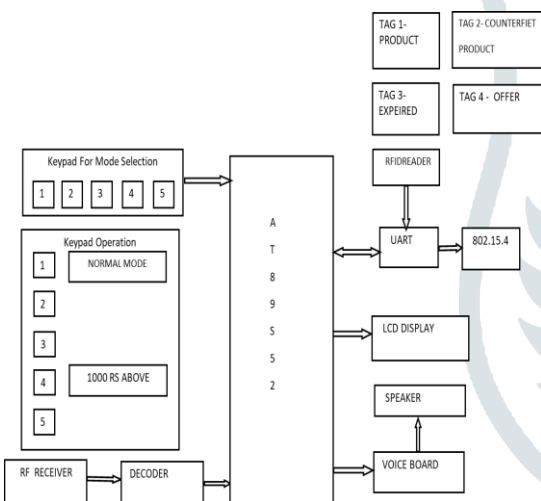 TAG 1-
PRODUCT
TAG 2- COUNTERFIET
PRODUCT
TAG 3-
EXPEIRED
TAG 4 - OFFER
Keypad For Mode Selection
1 2 3 4 5
RFIDREADER
Keypad Operation
1 NORMAL MODE
2
3
4 1000 RS ABOVE
5
A
T
8
9
S
5
2
UART
802.15.4
LCD DISPLAY
SPEAKER
VOICE BOARD
RF RECEIVER
DECODER